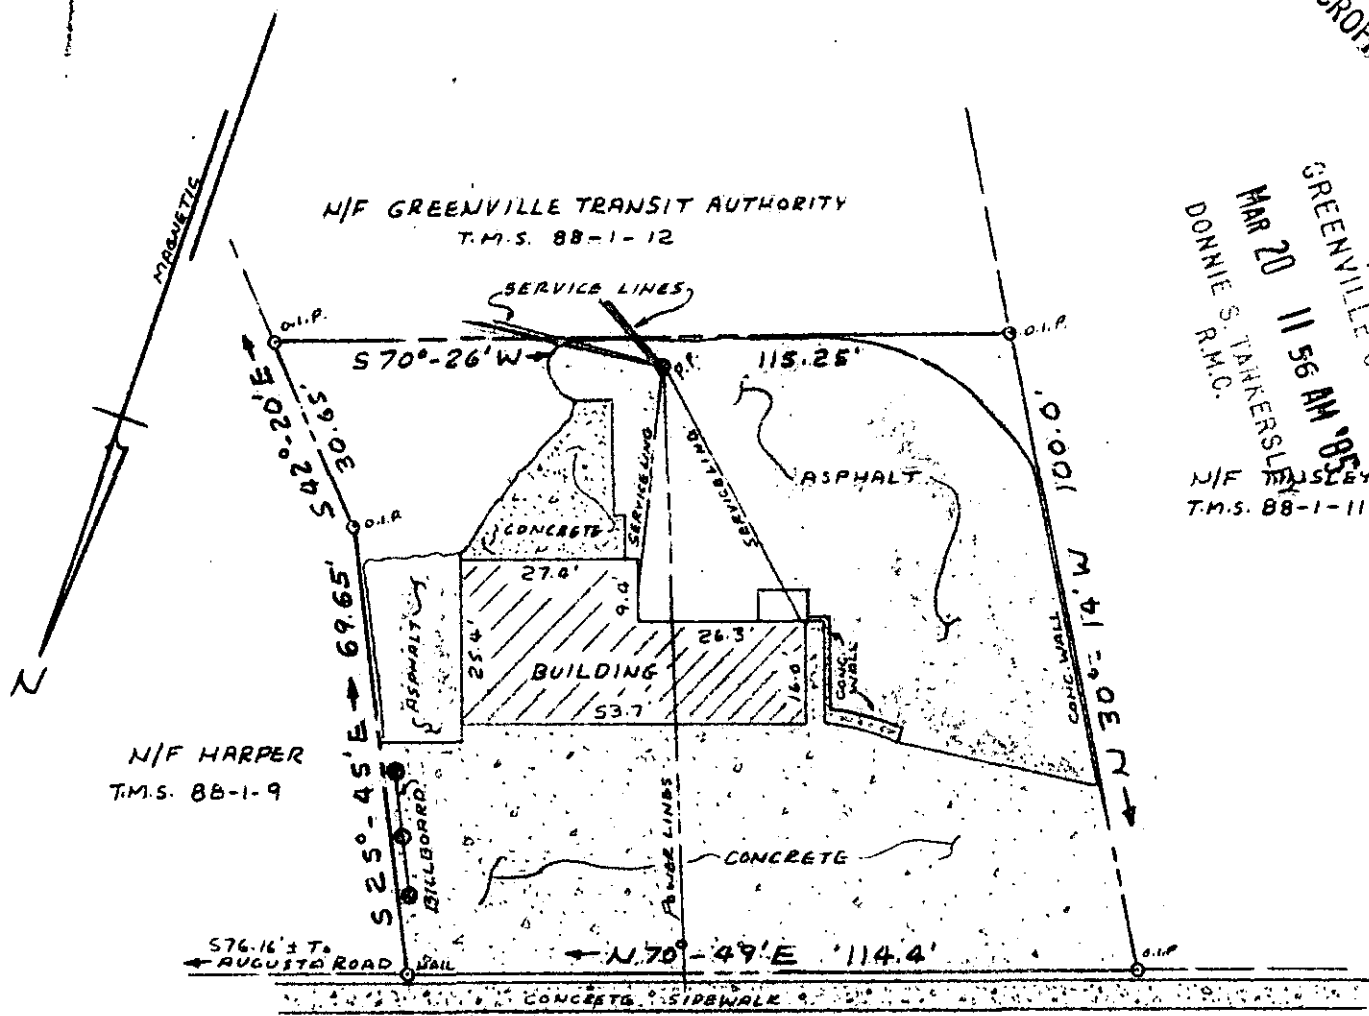 MAGNETIC
N
N/F GREENVILLE TRANSIT AUTHORITY
T.M.S. 88-1-12
GREENVILLE
MAR 20 11 56 AM '85
DONNIE S. TANKERSLEY
R.M.C.
SERVICE LINES
O.I.P.
S 70°-26' W
P.P.
115.25'
O.I.P.
S 42°-20' E
30.65'
O.I.P.
100.0'
N/F TINSLEY
T.M.S. 88-1-11
ASPHALT
SERVICE LINE
SERVICE LINE
CONCRETE
27.4'
9.4'
26.3'
25.4'
BUILDING
16.0'
53.7'
CONC. WALL
ASPHALT
S 25°-45' E 69.65'
N 30°-14' W
CONC. WALL
N/F HARPER
T.M.S. 88-1-9
BILLBOARD
POWER LINES
CONCRETE
576.16'± To
AUGUSTA ROAD
NAIL
N 70°-49' E 114.4'
O.I.P
CONCRETE SIDEWALK